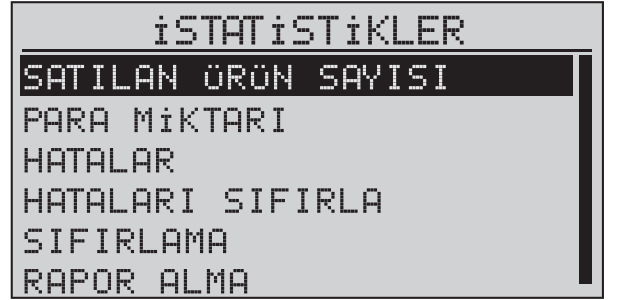 İSTATİSTİKLER
SATILAN ÜRÜN SAYISI
PARA MİKTARI
HATALAR
HATALARI SIFIRLA
SIFIRLAMA
RAPOR ALMA